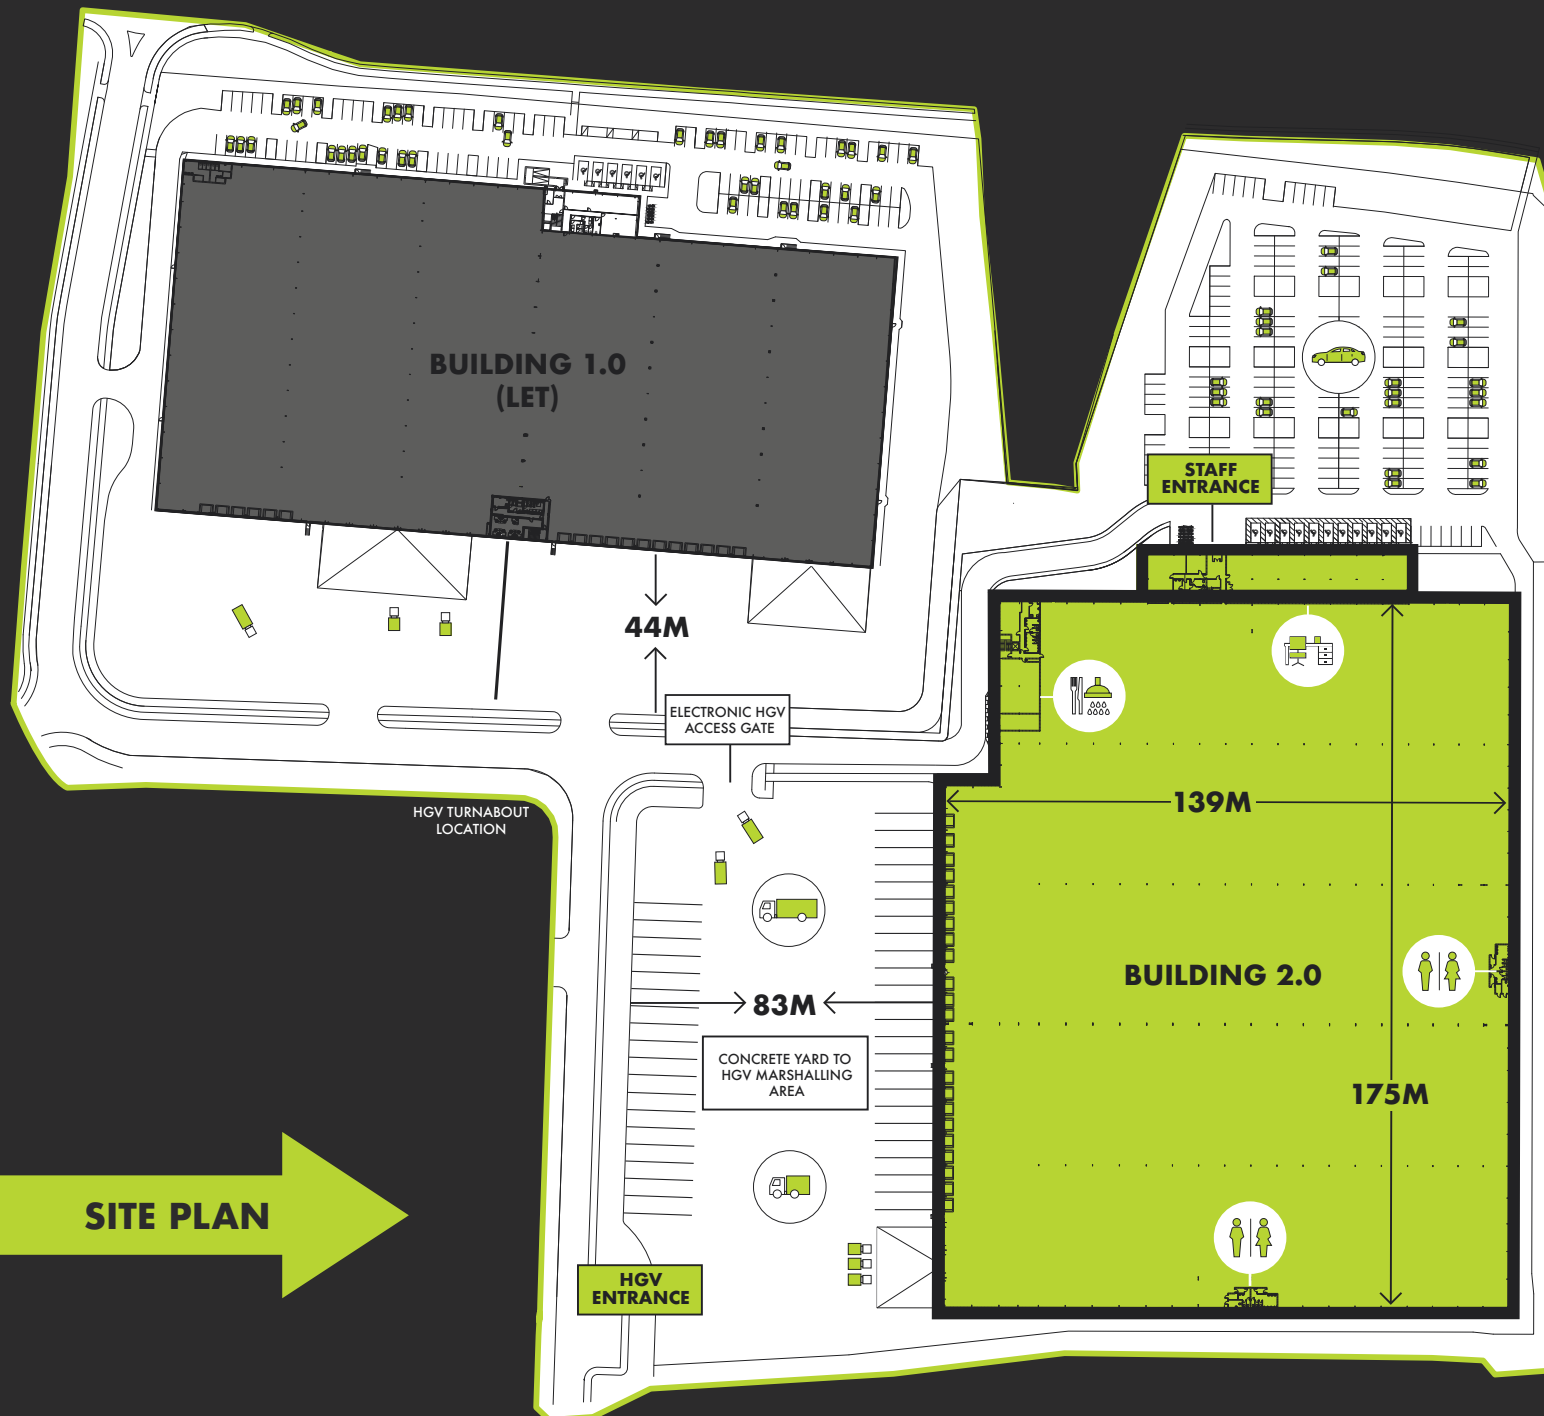 BUILDING 1.0
(LET)
STAFF
ENTRANCE
44M
ELECTRONIC HGV
ACCESS GATE
HGV TURNABOUT
LOCATION
139M
BUILDING 2.0
83M
CONCRETE YARD TO
HGV MARSHALLING
AREA
175M
SITE PLAN
HGV
ENTRANCE